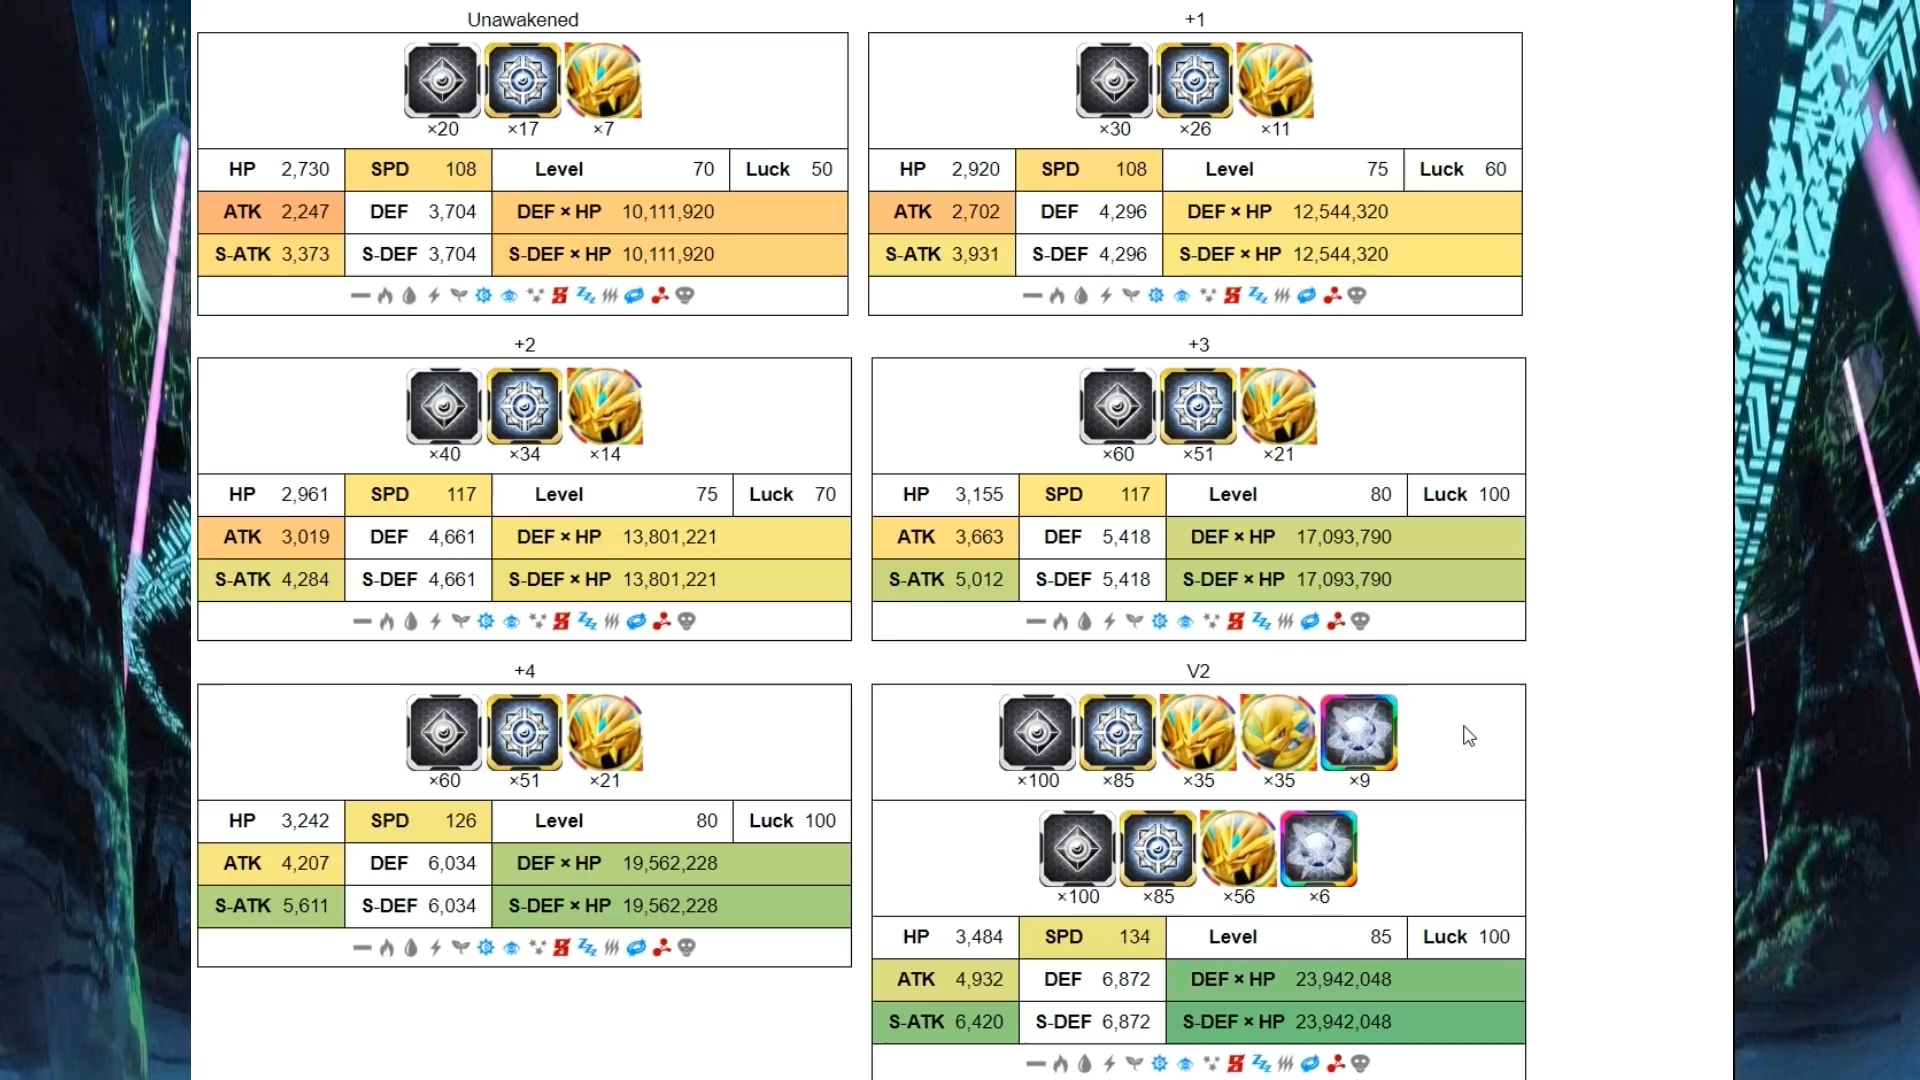 Unawakened
×20 ×17 ×7
HP 2,730 SPD 108 Level 70 Luck 50
ATK 2,247 DEF 3,704 DEF × HP 10,111,920
S-ATK 3,373 S-DEF 3,704 S-DEF × HP 10,111,920
+1
×30 ×26 ×11
HP 2,920 SPD 108 Level 75 Luck 60
ATK 2,702 DEF 4,296 DEF × HP 12,544,320
S-ATK 3,931 S-DEF 4,296 S-DEF × HP 12,544,320
+2
×40 ×34 ×14
HP 2,961 SPD 117 Level 75 Luck 70
ATK 3,019 DEF 4,661 DEF × HP 13,801,221
S-ATK 4,284 S-DEF 4,661 S-DEF × HP 13,801,221
+3
×60 ×51 ×21
HP 3,155 SPD 117 Level 80 Luck 100
ATK 3,663 DEF 5,418 DEF × HP 17,093,790
S-ATK 5,012 S-DEF 5,418 S-DEF × HP 17,093,790
+4
×60 ×51 ×21
HP 3,242 SPD 126 Level 80 Luck 100
ATK 4,207 DEF 6,034 DEF × HP 19,562,228
S-ATK 5,611 S-DEF 6,034 S-DEF × HP 19,562,228
V2
×100 ×85 ×35 ×35 ×9
×100 ×85 ×56 ×6
HP 3,484 SPD 134 Level 85 Luck 100
ATK 4,932 DEF 6,872 DEF × HP 23,942,048
S-ATK 6,420 S-DEF 6,872 S-DEF × HP 23,942,048